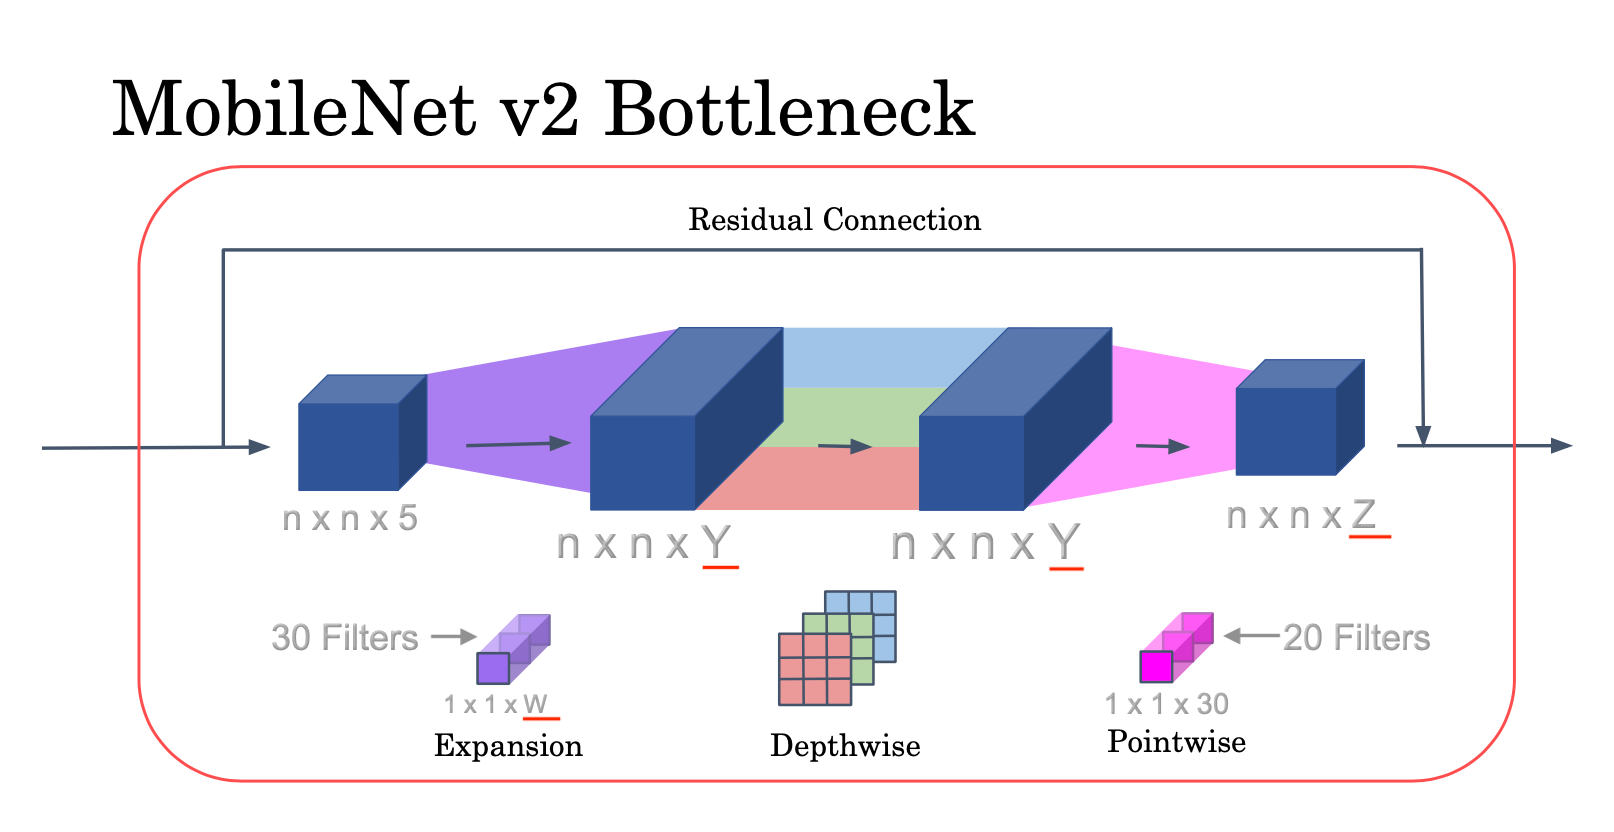 MobileNet v2 Bottleneck
Residual Connection
n x n x 5
n x n x Y
n x n x Y
n x n x Z
30 Filters
1 x 1 x W
Expansion
Depthwise
20 Filters
1 x 1 x 30
Pointwise